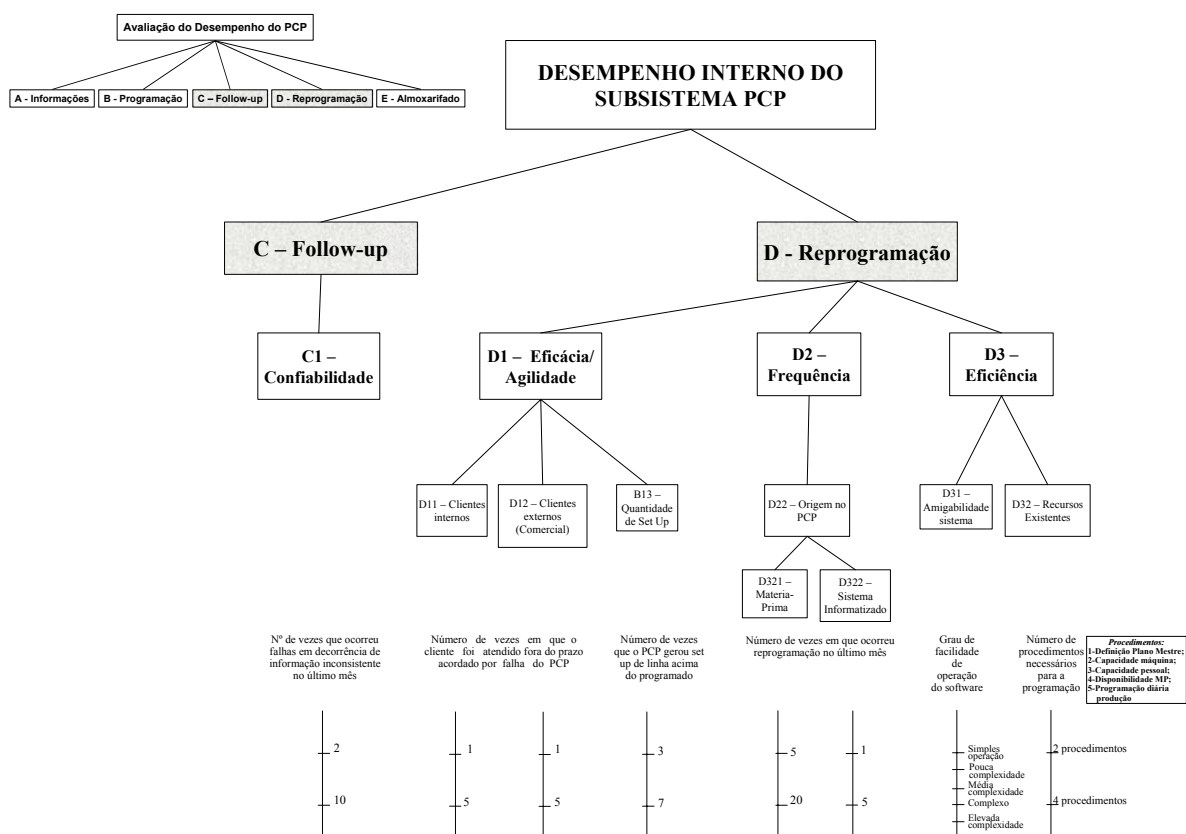 Avaliação do Desempenho do PCP
A - Informações
B - Programação
C – Follow-up
D - Reprogramação
E - Almoxarifado
DESEMPENHO INTERNO DO
SUBSISTEMA PCP
C – Follow-up
D - Reprogramação
C1 –
Confiabilidade
D1 – Eficácia/
Agilidade
D2 –
Frequência
D3 –
Eficiência
D11 – Clientes
internos
D12 – Clientes
externos
(Comercial)
B13 –
Quantidade
de Set Up
D22 – Origem no
PCP
D31 –
Amigabilidade
sistema
D32 – Recursos
Existentes
D321 –
Materia-
Prima
D322 –
Sistema
Informatizado
Nº de vezes que ocorreu
falhas em decorrência de
informação inconsistente
no último mês
Número de vezes em que o
cliente foi atendido fora do prazo
acordado por falha do PCP
Número de vezes
que o PCP gerou set
up de linha acima
do programado
Número de vezes em que ocorreu
reprogramação no último mês
Grau de
facilidade
de
operação
do software
Número de
procedimentos
necessários
para a
programação
Procedimentos:
1-Definição Plano Mestre;
2-Capacidade máquina;
3-Capacidade pessoal;
4-Disponibilidade MP;
5-Programação diária
produção
2
1
1
3
5
1
Simples
operação
2 procedimentos
Pouca
complexidade
Média
complexidade
10
5
5
7
20
5
Complexo
4 procedimentos
Elevada
complexidade